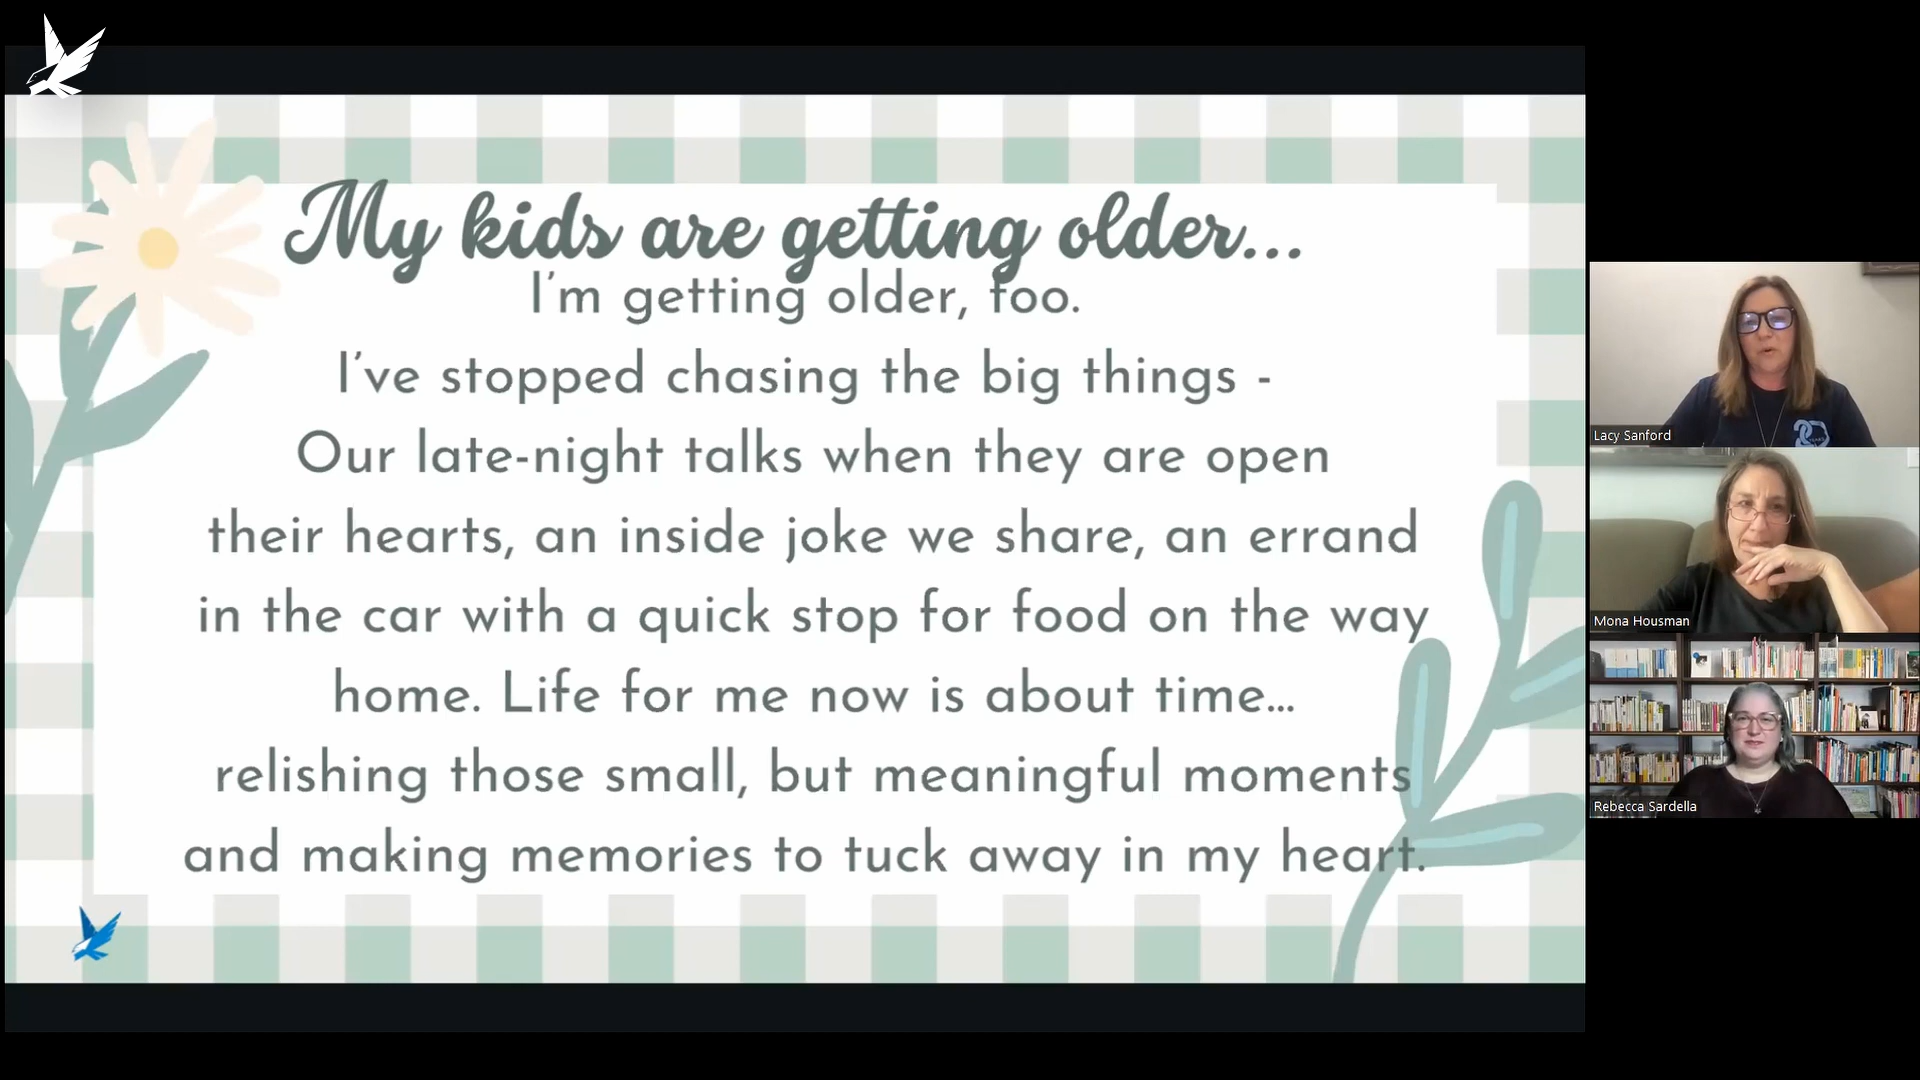 My kids are getting older...
I'm getting older, too.
I've stopped chasing the big things -
Our late-night talks when they are open
their hearts, an inside joke we share, an errand
in the car with a quick stop for food on the way
home. Life for me now is about time...
relishing those small, but meaningful moments
and making memories to tuck away in my heart.
Lacy Sanford
Mona Housman
Rebecca Sardella